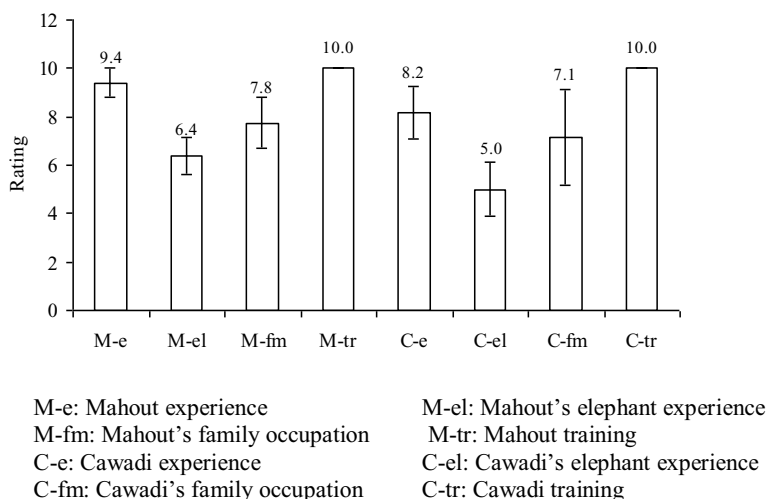 12
10
8
6
4
2
0
Rating
9.4
6.4
7.8
10.0
8.2
5.0
7.1
10.0
M-e M-el M-fm M-tr C-e C-el C-fm C-tr
M-e: Mahout experience M-el: Mahout’s elephant experience
M-fm: Mahout’s family occupation M-tr: Mahout training
C-e: Cawadi experience C-el: Cawadi’s elephant experience
C-fm: Cawadi’s family occupation C-tr: Cawadi training